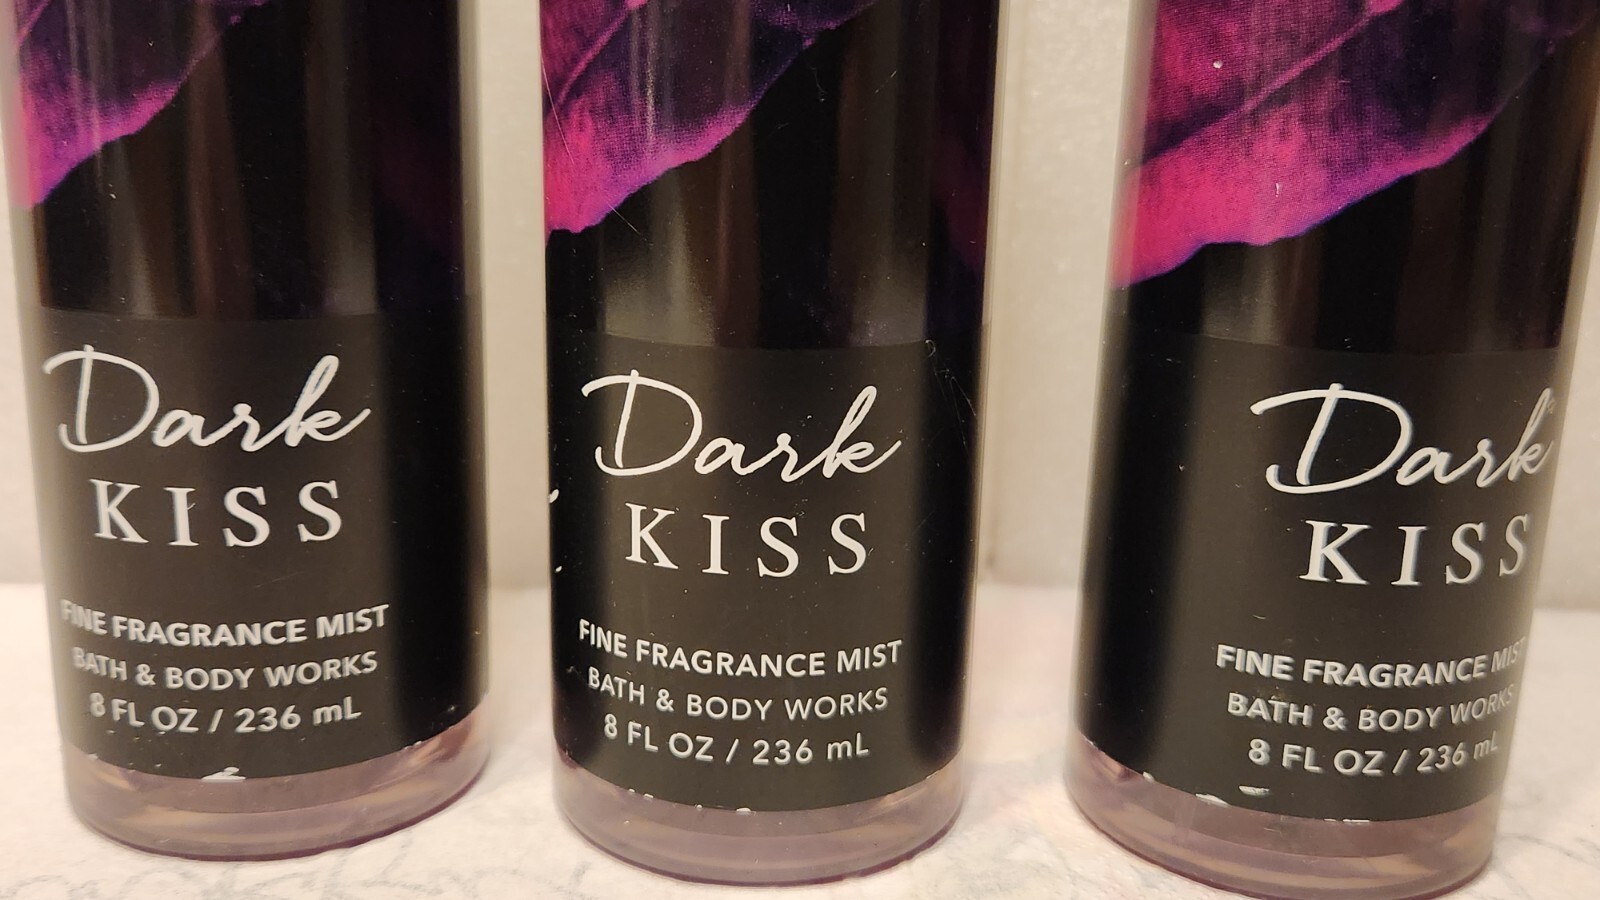 Dark
KISS
FINE FRAGRANCE MIST
BATH & BODY WORKS
8 FL OZ / 236 mL
Dark
KISS
FINE FRAGRANCE MIST
BATH & BODY WORKS
8 FL OZ / 236 mL
Dark
KISS
FINE FRAGRANCE MIST
BATH & BODY WORKS
8 FL OZ / 236 mL